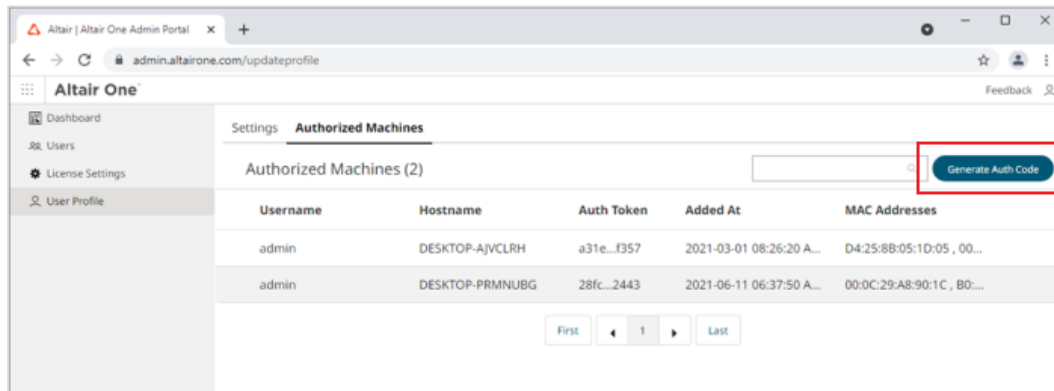 Altair | Altair One Admin Portal
admin.altairone.com/updateprofile
Altair One
Feedback
Dashboard
Users
License Settings
User Profile
Settings Authorized Machines
Authorized Machines (2)
Generate Auth Code
Username Hostname Auth Token Added At MAC Addresses
admin DESKTOP-AJVCLRH a31e...f357 2021-03-01 08:26:20 A... D4:25:8B:05:1D:05 , 00...
admin DESKTOP-PRMNUBG 28fc...2443 2021-06-11 06:37:50 A... 00:0C:29:A8:90:1C , B0:...
First 1 Last